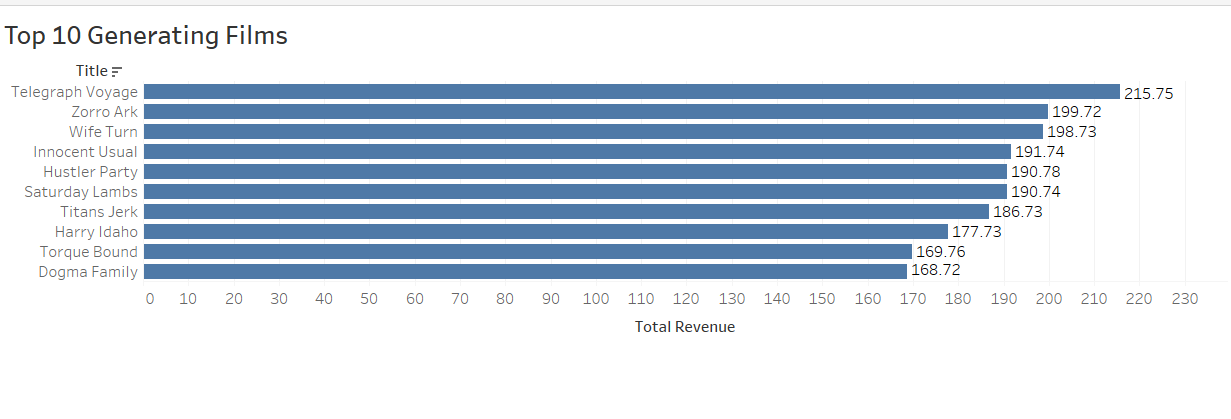 Top 10 Generating Films
Title
Telegraph Voyage 215.75
Zorro Ark 199.72
Wife Turn 198.73
Innocent Usual 191.74
Hustler Party 190.78
Saturday Lambs 190.74
Titans Jerk 186.73
Harry Idaho 177.73
Torque Bound 169.76
Dogma Family 168.72
0 10 20 30 40 50 60 70 80 90 100 110 120 130 140 150 160 170 180 190 200 210 220 230
Total Revenue